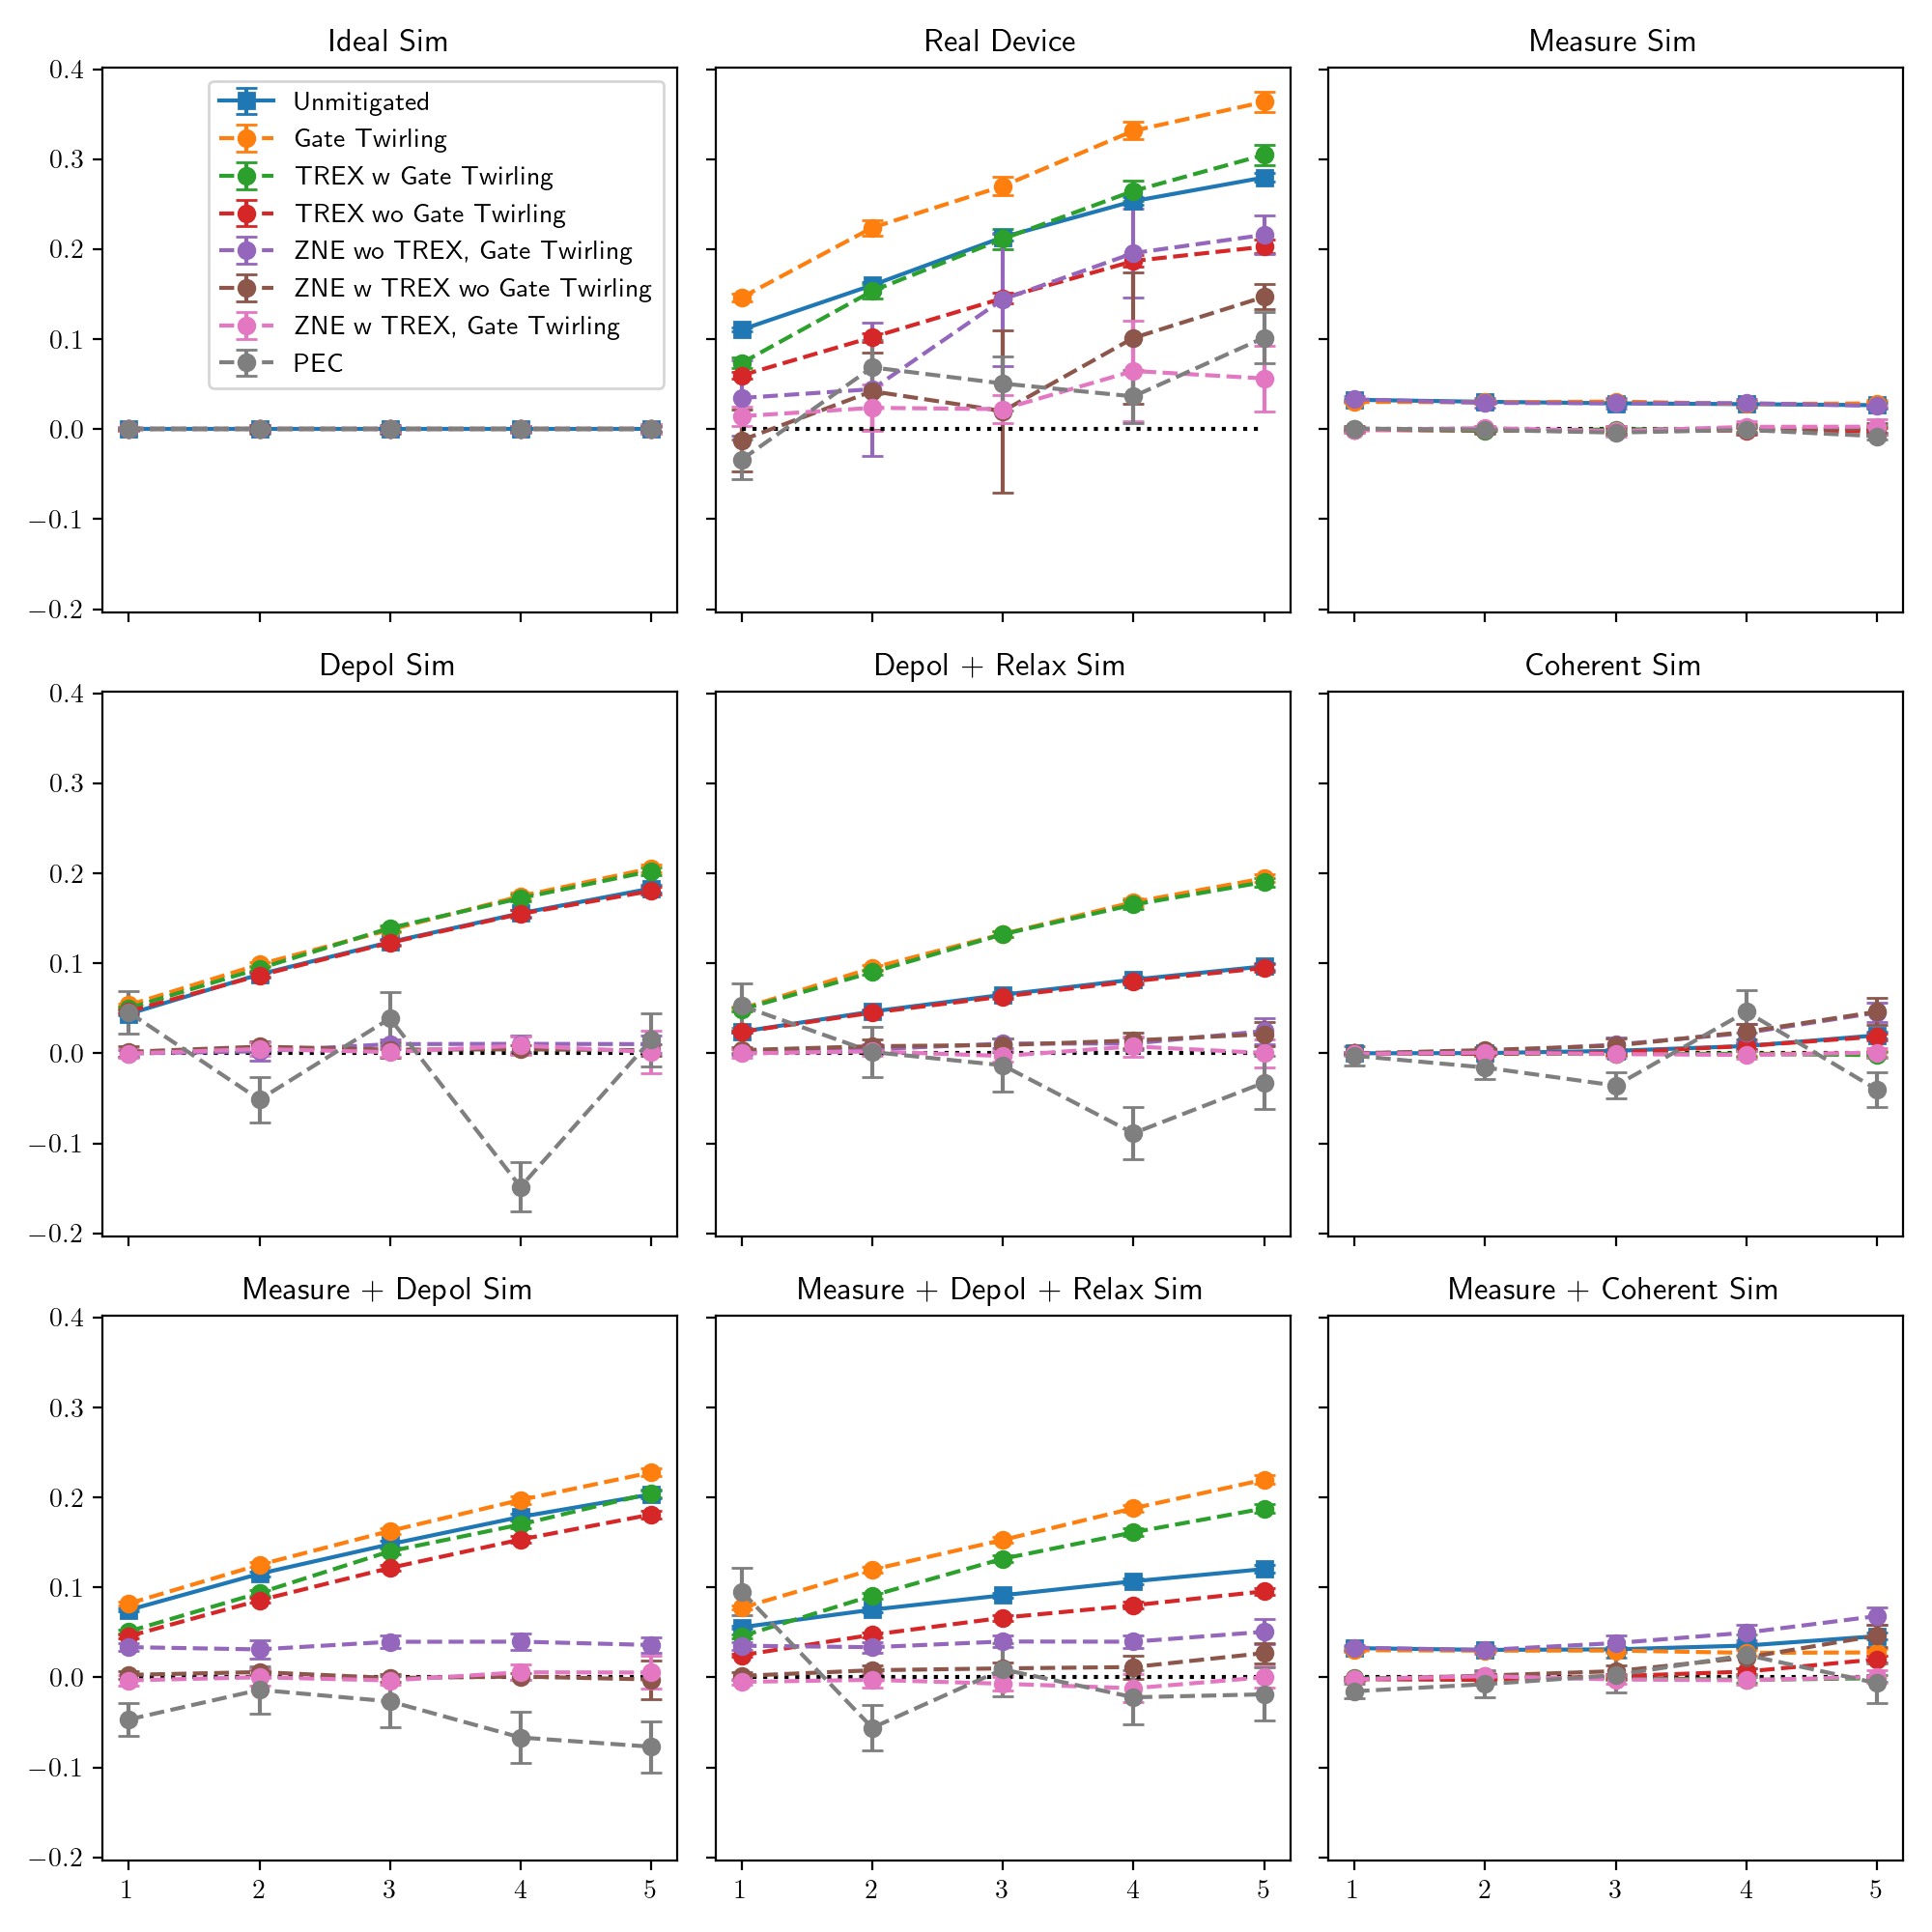 Ideal Sim
Real Device
Measure Sim
0.4
0.3
0.2
0.1
0.0
−0.1
−0.2
Unmitigated
Gate Twirling
TREX w Gate Twirling
TREX wo Gate Twirling
ZNE wo TREX, Gate Twirling
ZNE w TREX wo Gate Twirling
ZNE w TREX, Gate Twirling
PEC
Depol Sim
Depol + Relax Sim
Coherent Sim
0.4
0.3
0.2
0.1
0.0
−0.1
−0.2
Measure + Depol Sim
Measure + Depol + Relax Sim
Measure + Coherent Sim
0.4
0.3
0.2
0.1
0.0
−0.1
−0.2
1 2 3 4 5
1 2 3 4 5
1 2 3 4 5